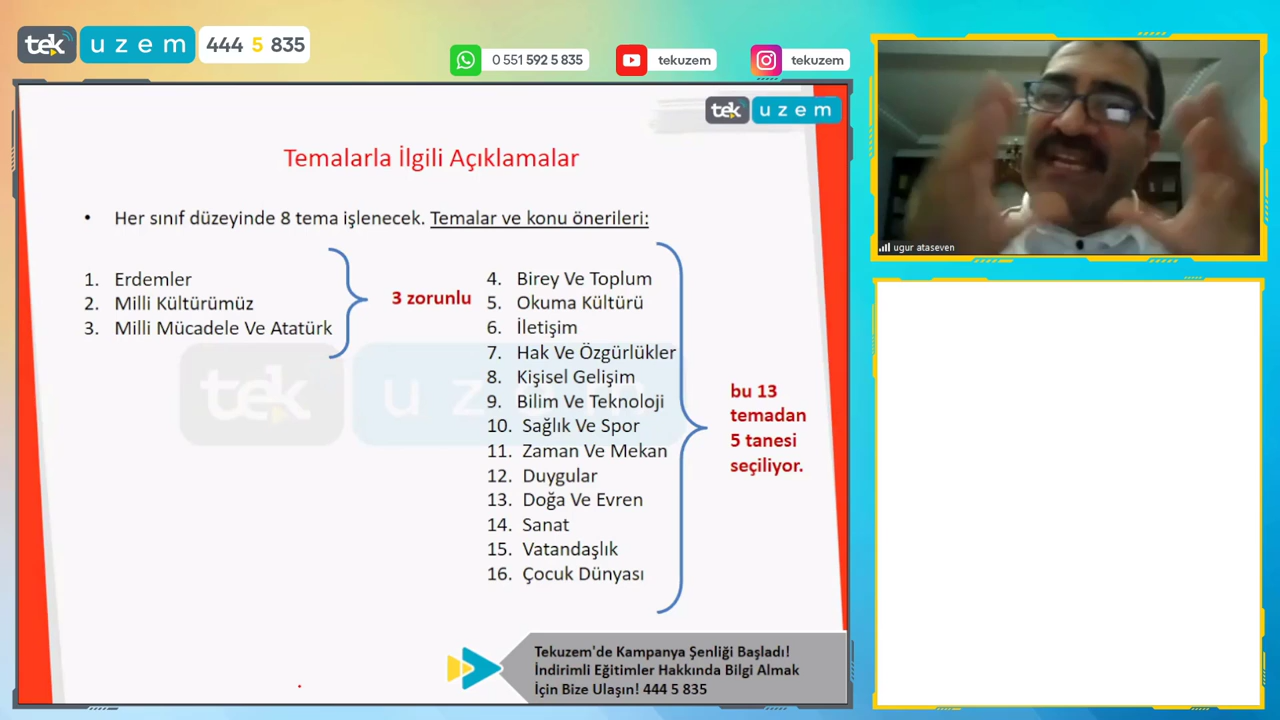 tek uzem 444 5 835
0 551 592 5 835
tekuzem
tekuzem
tek uzem
Temalarla İlgili Açıklamalar
• Her sınıf düzeyinde 8 tema işlenecek. Temalar ve konu önerileri:
1. Erdemler
2. Milli Kültürümüz
3. Milli Mücadele Ve Atatürk
3 zorunlu
4. Birey Ve Toplum
5. Okuma Kültürü
6. İletişim
7. Hak Ve Özgürlükler
8. Kişisel Gelişim
9. Bilim Ve Teknoloji
10. Sağlık Ve Spor
11. Zaman Ve Mekan
12. Duygular
13. Doğa Ve Evren
14. Sanat
15. Vatandaşlık
16. Çocuk Dünyası
bu 13
temadan
5 tanesi
seçiliyor.
tek uzem
Tekuzem'de Kampanya Şenliği Başladı!
İndirimli Eğitimler Hakkında Bilgi Almak
İçin Bize Ulaşın! 444 5 835
ugur ataseven